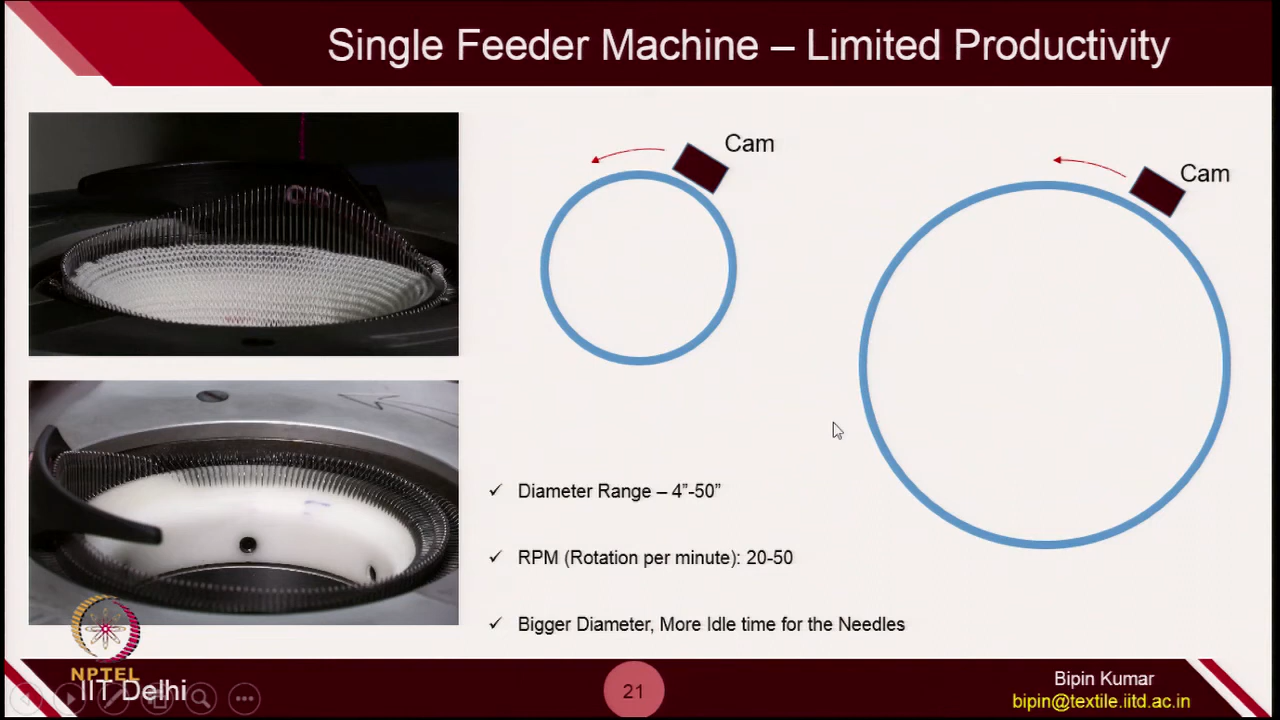 Single Feeder Machine – Limited Productivity
Cam
Cam
✓ Diameter Range – 4”-50”
✓ RPM (Rotation per minute): 20-50
✓ Bigger Diameter, More Idle time for the Needles
NPTEL
IIT Delhi
21
Bipin Kumar
bipin@textile.iitd.ac.in